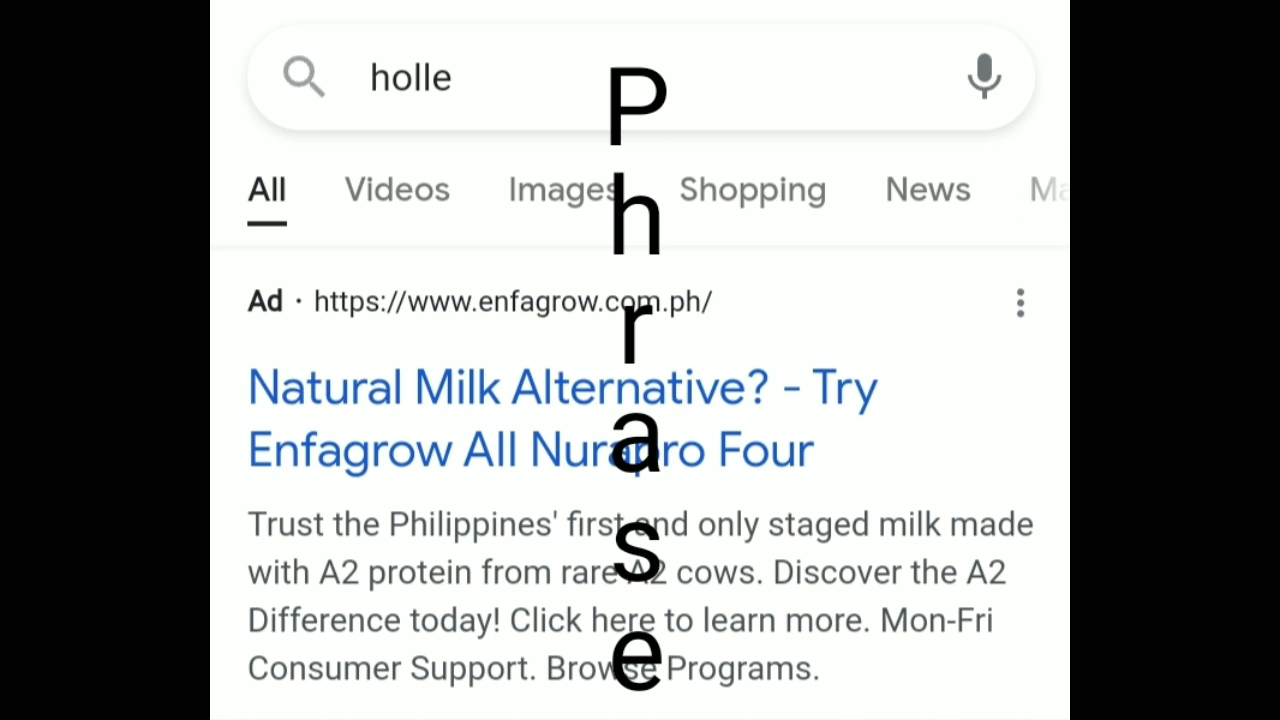 holle
All Videos Images Shopping News Ma
Ad · https://www.enfagrow.com.ph/
Natural Milk Alternative? - Try
Enfagrow All Nurapro Four
Trust the Philippines' first and only staged milk made
with A2 protein from rare A2 cows. Discover the A2
Difference today! Click here to learn more. Mon-Fri
Consumer Support. Browse Programs.
P
h
r
a
s
e